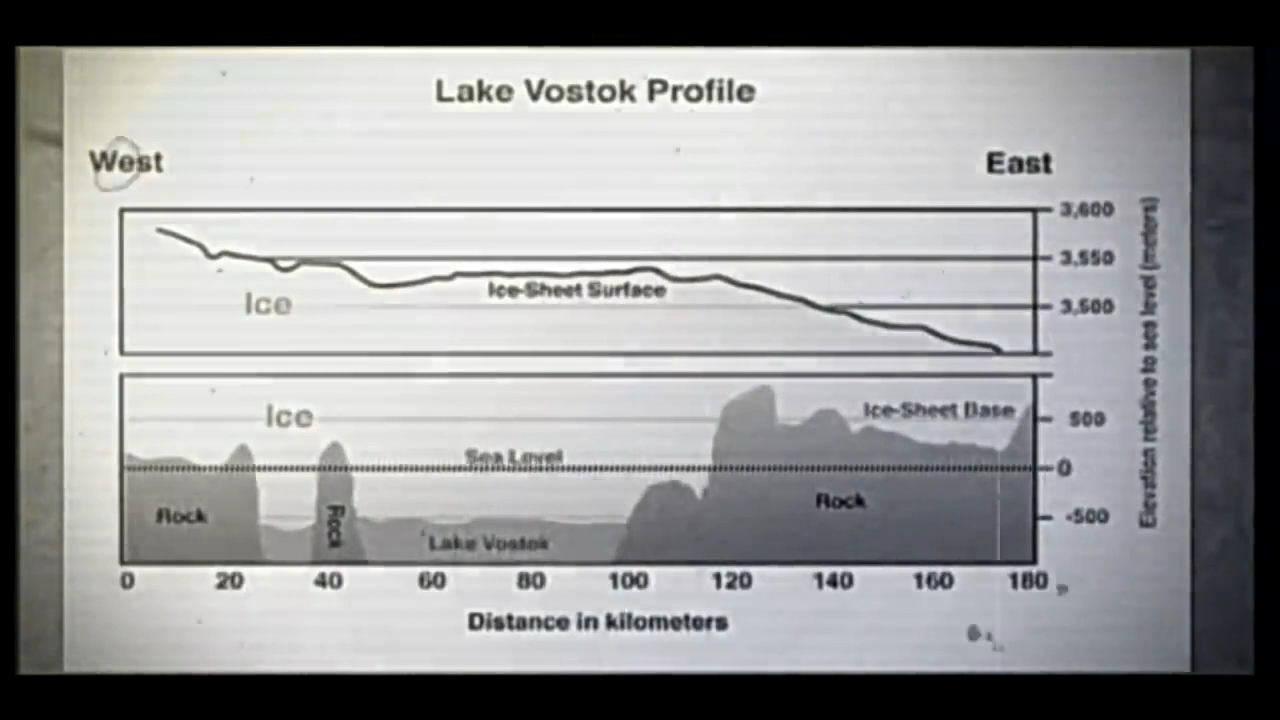 Lake Vostok Profile
West
East
3,600
3,550
Ice-Sheet Surface
Ice
3,500
Ice
Ice-Sheet Base
500
Sea Level
0
Rock
Rock
Rock
-500
Lake Vostok
0 20 40 60 80 100 120 140 160 180
Distance in kilometers
Elevation relative to sea level (meters)